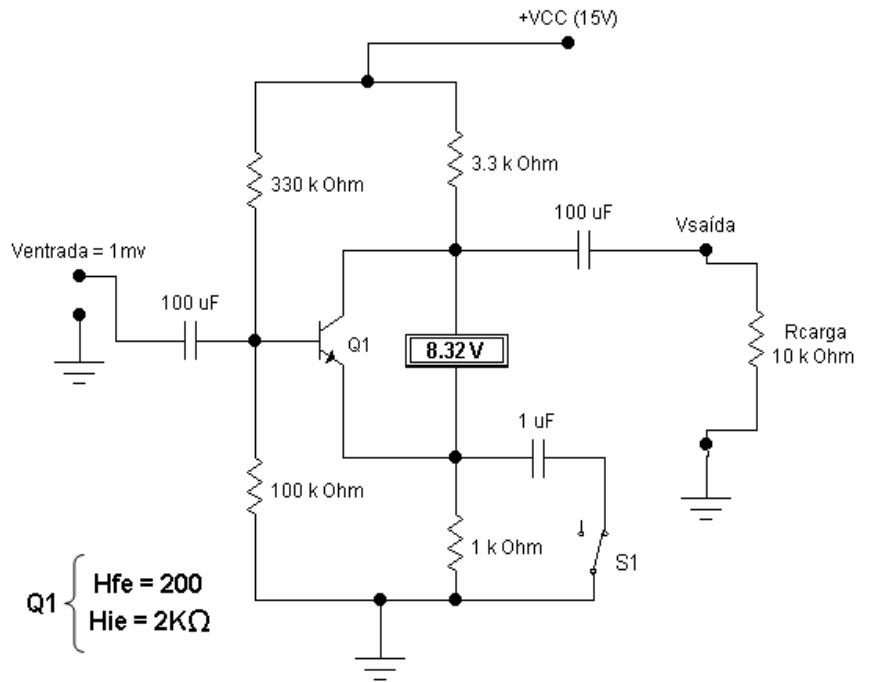 +VCC (15V)
330 k Ohm
3.3 k Ohm
100 uF
Vsaída
Ventrada = 1mv
100 uF
Q1
8.32 V
Rcarga
10 k Ohm
1 uF
100 k Ohm
1 k Ohm
S1
Q1
Hfe = 200
Hie = 2KΩ